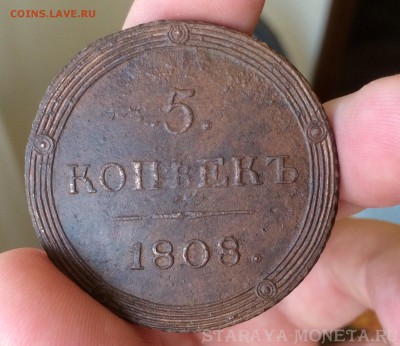 COINS.LAVE.RU
.5.
КОПѢЕКЪ
1808.
STARAYA-MONETA.RU